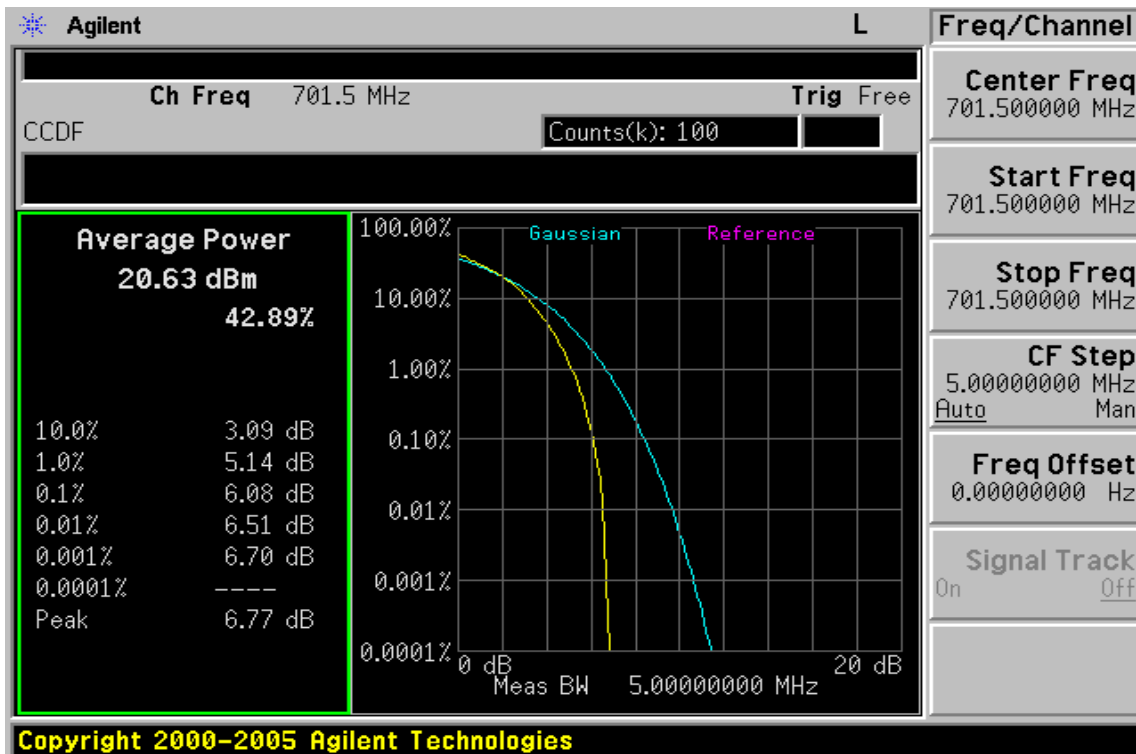 Agilent L Freq/Channel
Ch Freq 701.5 MHz Trig Free
CCDF Counts(k): 100
Average Power
20.63 dBm
42.89%
10.0% 3.09 dB
1.0% 5.14 dB
0.1% 6.08 dB
0.01% 6.51 dB
0.001% 6.70 dB
0.0001% ----
Peak 6.77 dB
Gaussian Reference
100.00%
10.00%
1.00%
0.10%
0.01%
0.001%
0.0001%
0 dB 20 dB
Meas BW 5.00000000 MHz
Center Freq
701.500000 MHz
Start Freq
701.500000 MHz
Stop Freq
701.500000 MHz
CF Step
5.00000000 MHz
Auto Man
Freq Offset
0.00000000 Hz
Signal Track
On Off
Copyright 2000-2005 Agilent Technologies